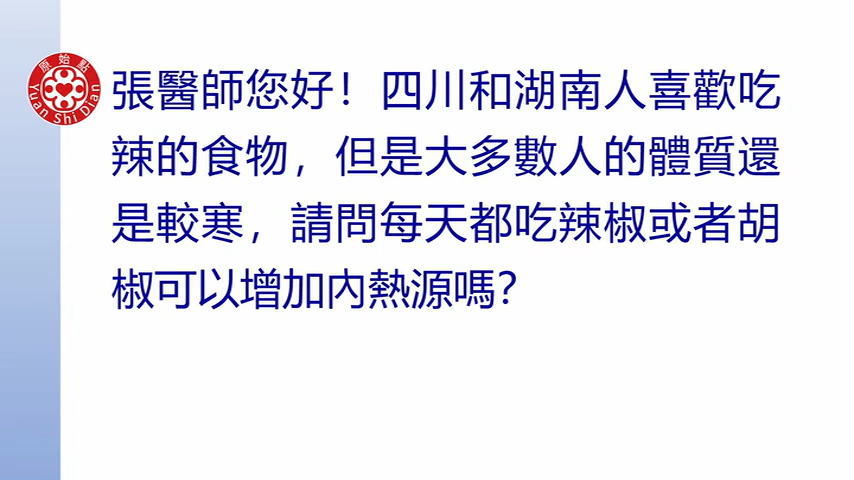 原始點
Yuan Shi Dian
張醫師您好！四川和湖南人喜歡吃
辣的食物，但是大多數人的體質還
是較寒，請問每天都吃辣椒或者胡
椒可以增加內熱源嗎？